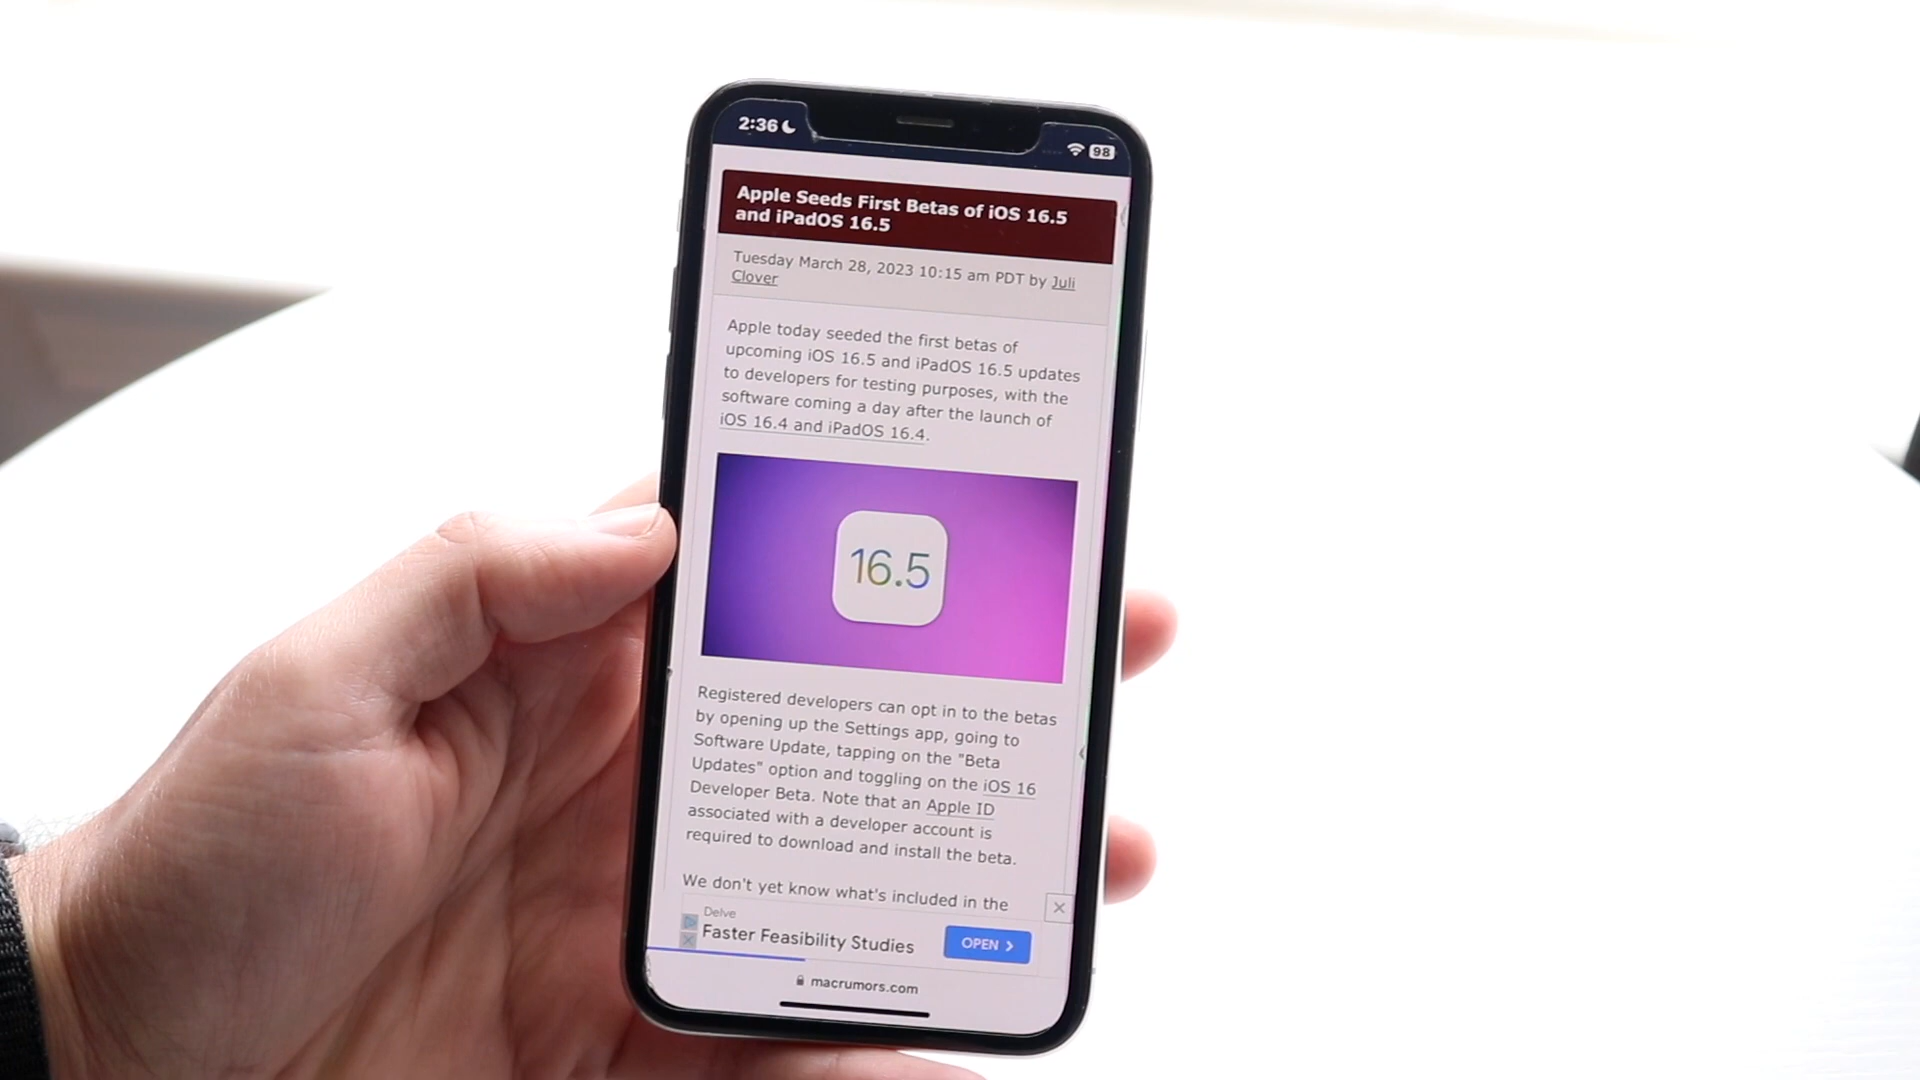 2:36
98
Apple Seeds First Betas of iOS 16.5
and iPadOS 16.5
Tuesday March 28, 2023 10:15 am PDT by Juli
Clover
Apple today seeded the first betas of
upcoming iOS 16.5 and iPadOS 16.5 updates
to developers for testing purposes, with the
software coming a day after the launch of
iOS 16.4 and iPadOS 16.4.
16.5
Registered developers can opt in to the betas
by opening up the Settings app, going to
Software Update, tapping on the "Beta
Updates" option and toggling on the iOS 16
Developer Beta. Note that an Apple ID
associated with a developer account is
required to download and install the beta.
We don't yet know what's included in the
Delve
Faster Feasibility Studies
OPEN
macrumors.com